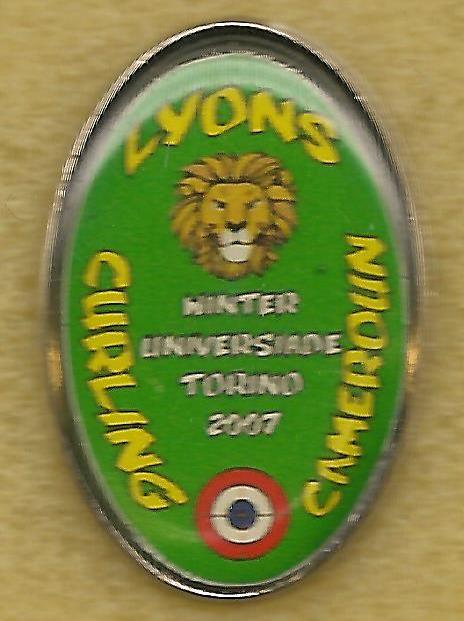 LYONS
CURLING
CAMEROUN
WINTER
UNIVERSIADE
TORINO
2007